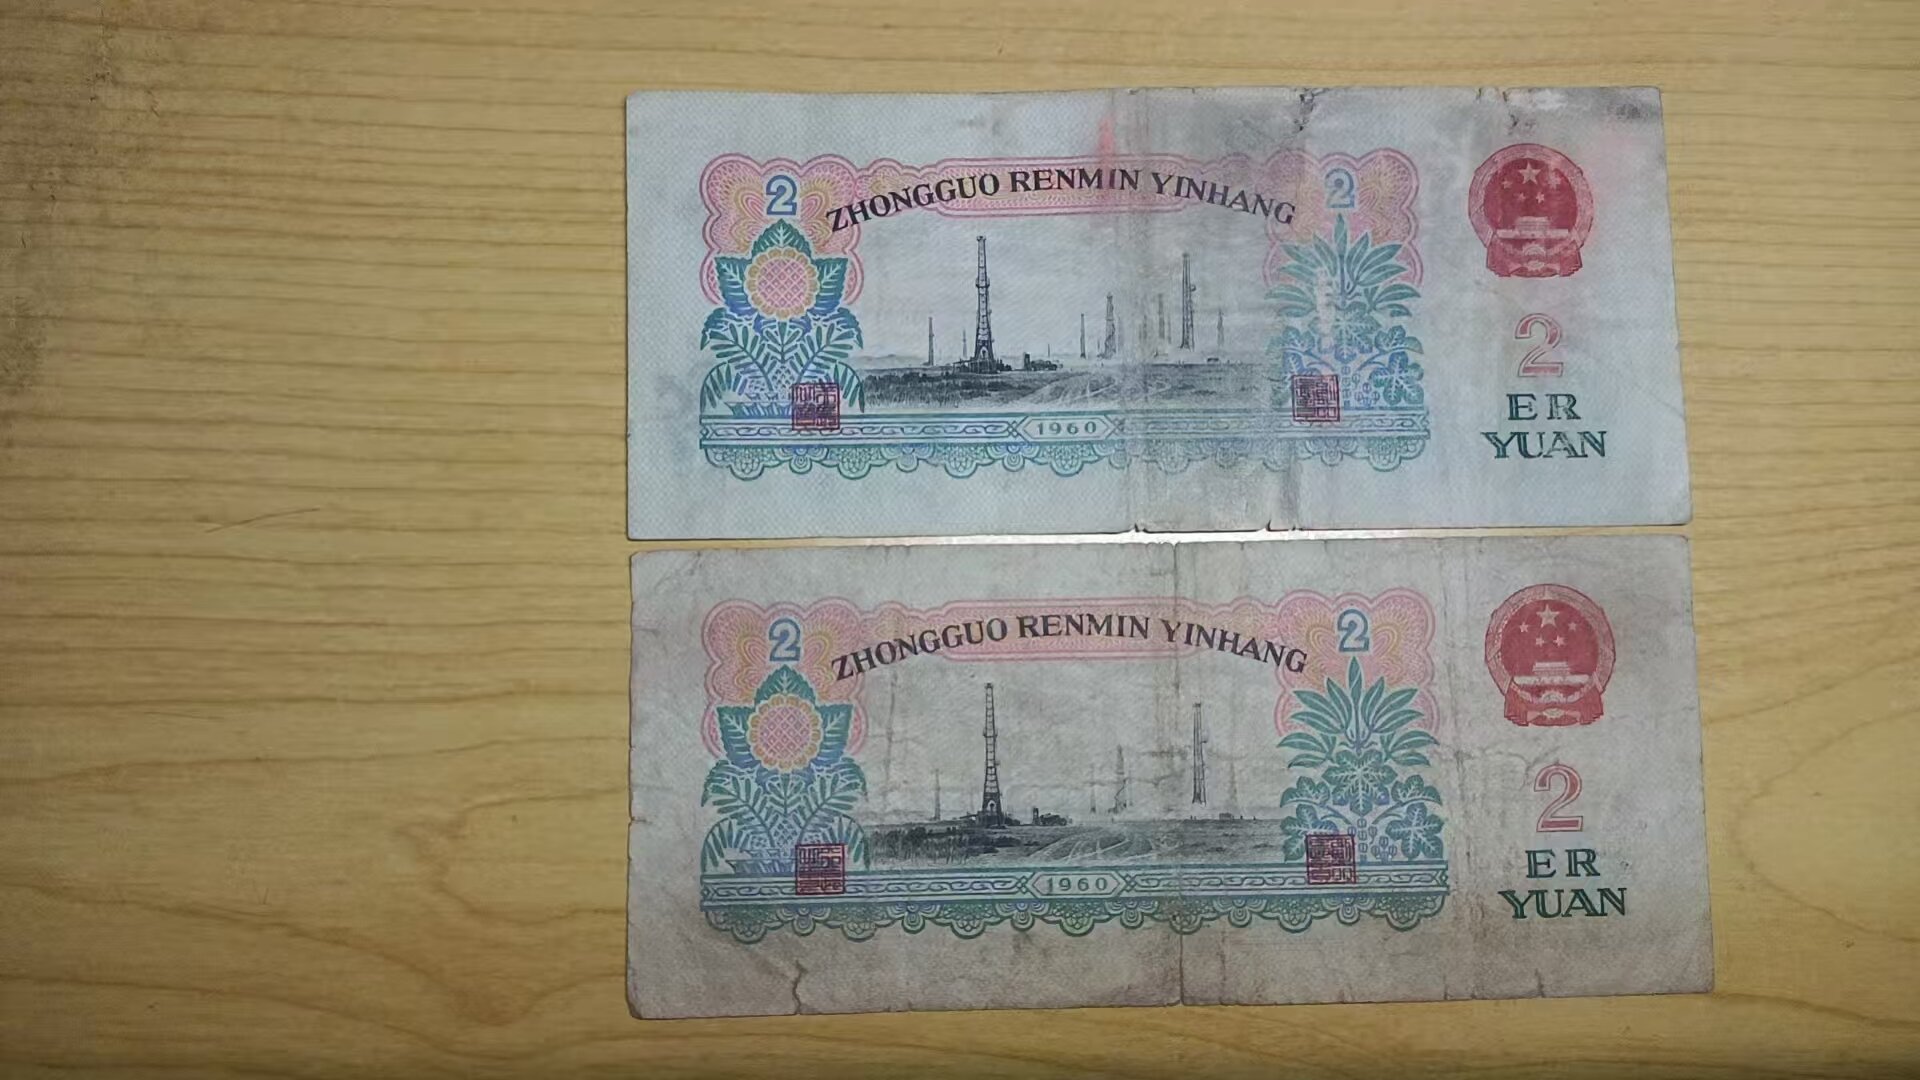 ZHONGGUO RENMIN YINHANG
2
2
2
ER
YUAN
1960
ZHONGGUO RENMIN YINHANG
2
2
2
ER
YUAN
1960